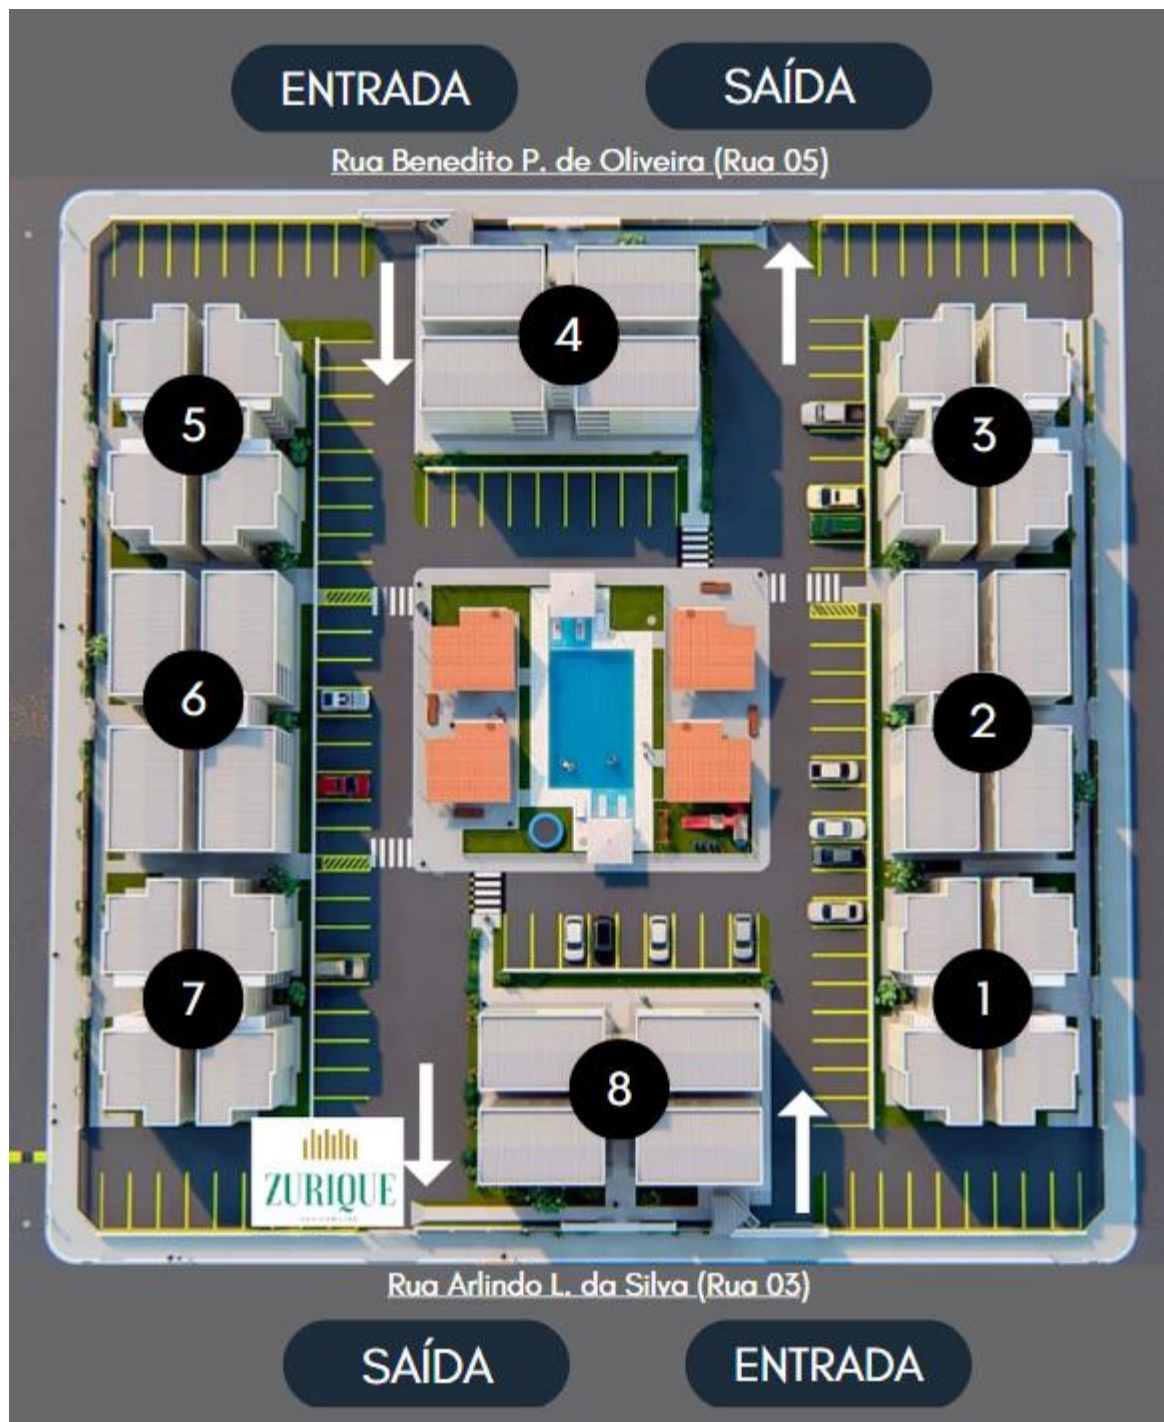 ENTRADA
SAÍDA
Rua Benedito P. de Oliveira (Rua 05)
4
5
3
6
2
7
1
8
ZURIQUE
Rua Arlindo L. da Silva (Rua 03)
SAÍDA
ENTRADA